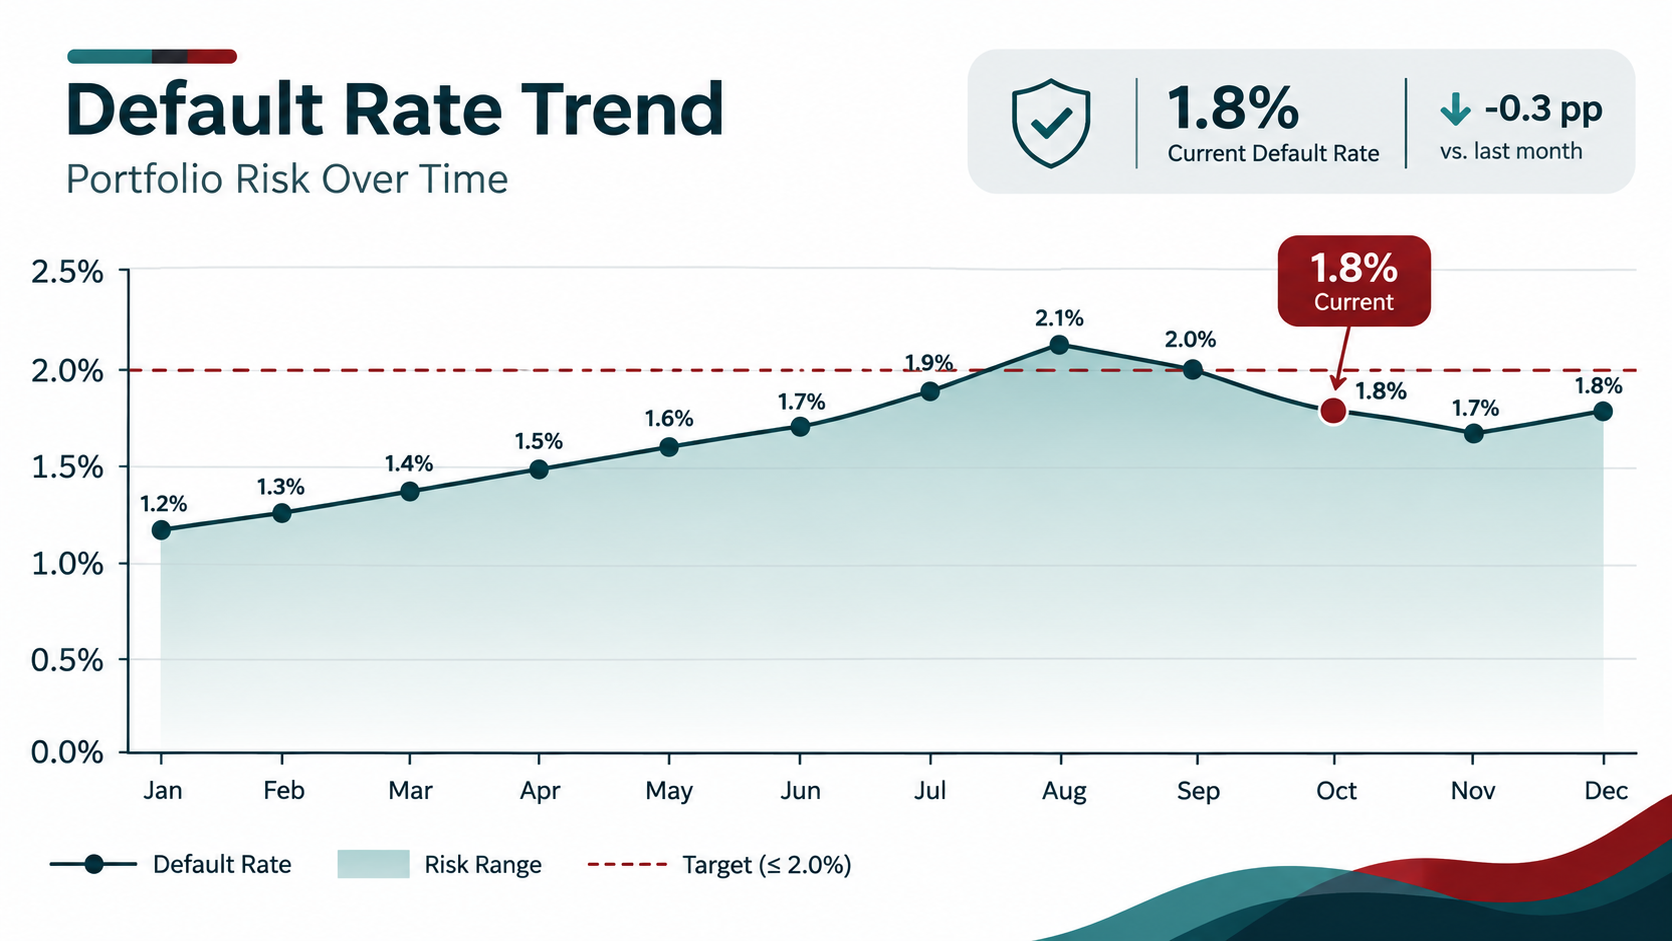 Default Rate Trend
Portfolio Risk Over Time
1.8%
Current Default Rate
-0.3 pp
vs. last month
1.8%
Current
2.5%
2.0%
1.5%
1.0%
0.5%
0.0%
1.2%
1.3%
1.4%
1.5%
1.6%
1.7%
1.9%
2.1%
2.0%
1.8%
1.7%
1.8%
Jan
Feb
Mar
Apr
May
Jun
Jul
Aug
Sep
Oct
Nov
Dec
Default Rate
Risk Range
Target (≤ 2.0%)